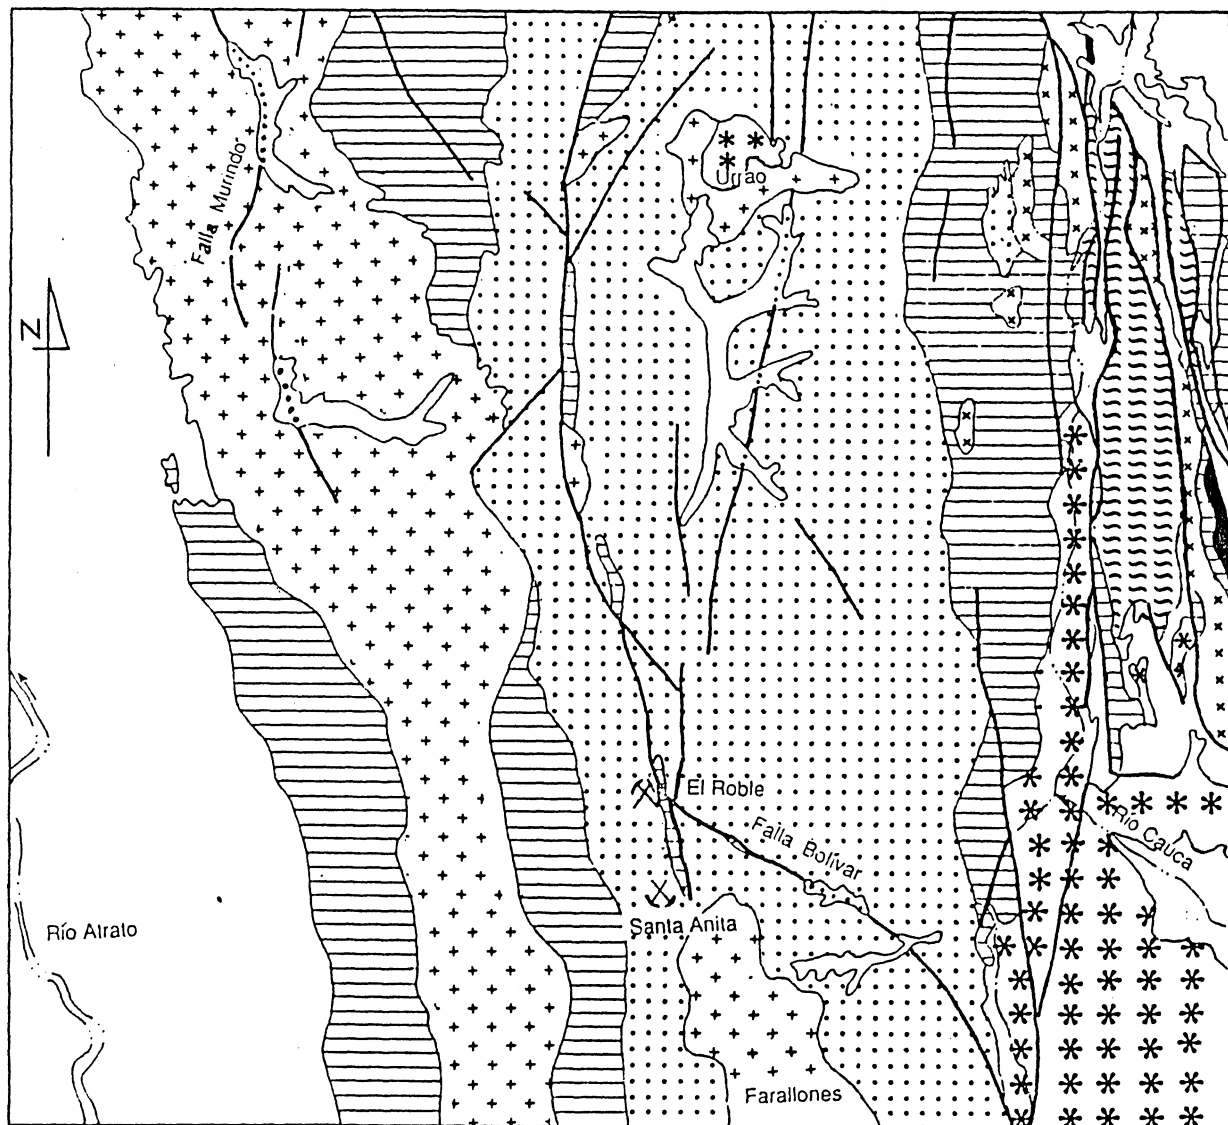 Falla Murindo
Urrao
N
El Roble
Falla Bolívar
Río Cauca
Río Atrato
Santa Anita
Farallones